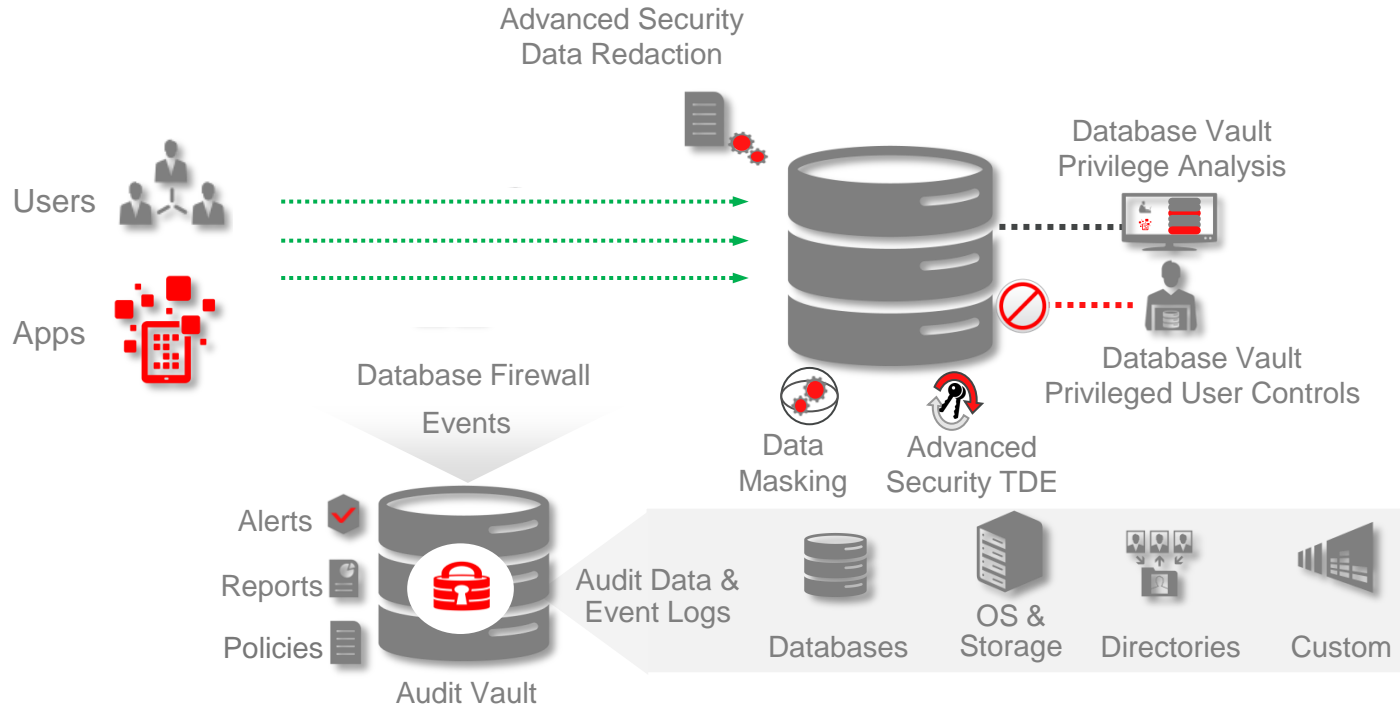 Advanced Security
Data Redaction
Database Vault
Privilege Analysis
Users
Apps
Database Vault
Privileged User Controls
Database Firewall
Events
Data
Masking
Advanced
Security TDE
Alerts
Reports
Policies
Audit Vault
Audit Data &
Event Logs
Databases
OS &
Storage
Directories
Custom